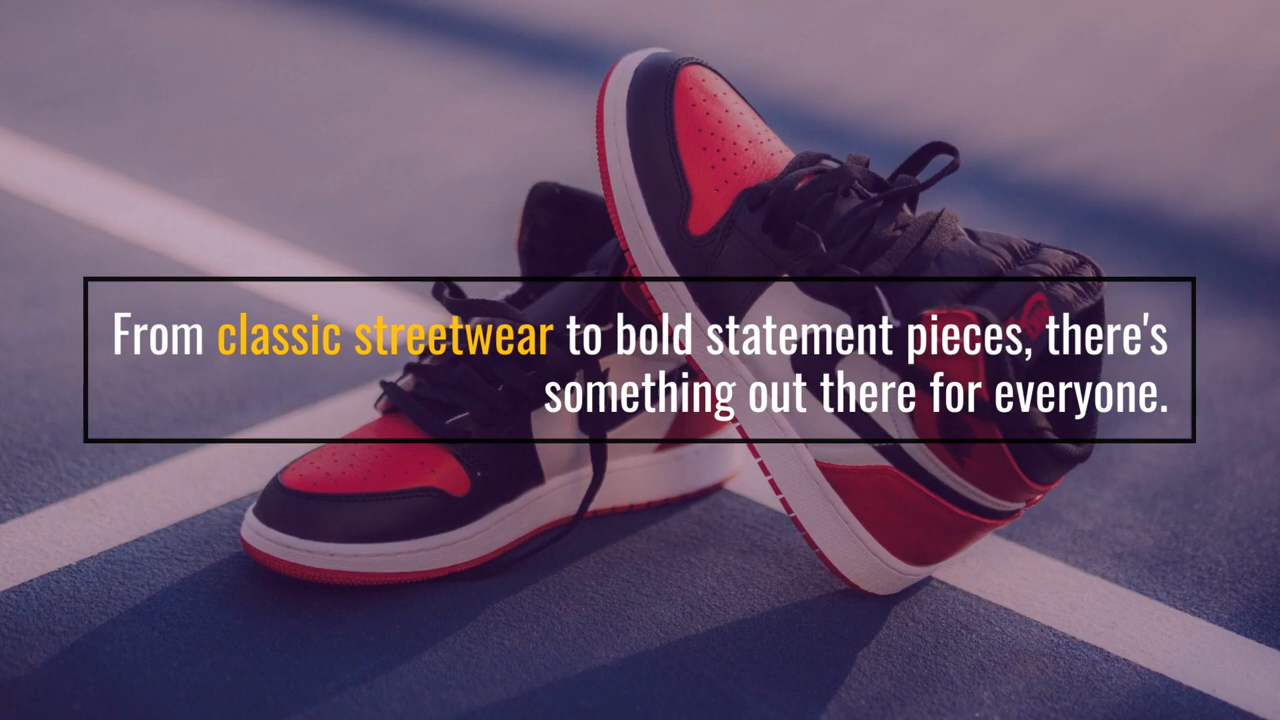 From classic streetwear to bold statement pieces, there's
something out there for everyone.